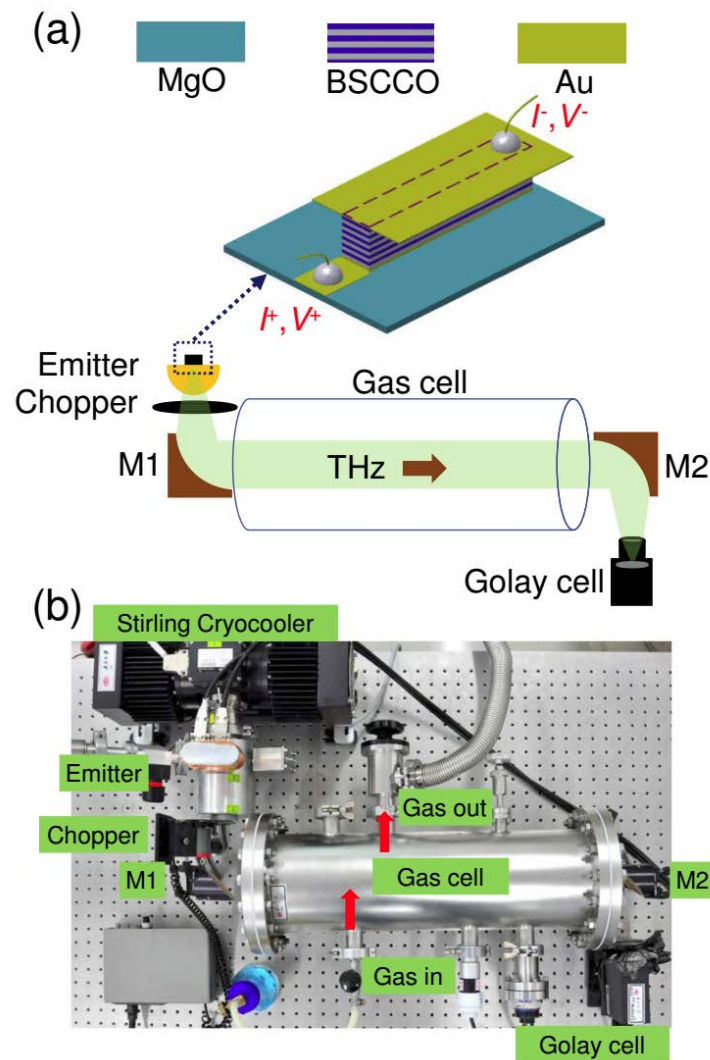 (a)
MgO
BSCCO
Au
I-, V-
I+, V+
Emitter
Chopper
Gas cell
M1
THz
M2
Golay cell
(b)
Stirling Cryocooler
Emitter
Gas out
Chopper
M1
Gas cell
M2
Gas in
Golay cell